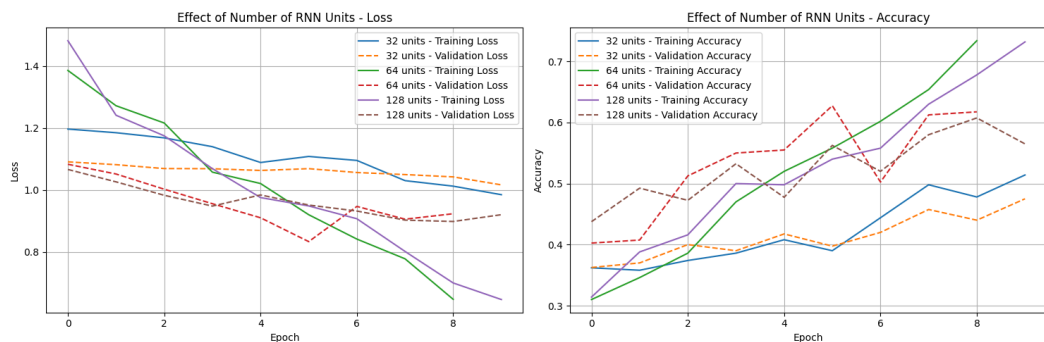 Effect of Number of RNN Units - Loss
32 units - Training Loss
32 units - Validation Loss
64 units - Training Loss
64 units - Validation Loss
128 units - Training Loss
128 units - Validation Loss
Loss
1.4
1.2
1.0
0.8
0 2 4 6 8
Epoch
Effect of Number of RNN Units - Accuracy
32 units - Training Accuracy
32 units - Validation Accuracy
64 units - Training Accuracy
64 units - Validation Accuracy
128 units - Training Accuracy
128 units - Validation Accuracy
Accuracy
0.7
0.6
0.5
0.4
0.3
0 2 4 6 8
Epoch